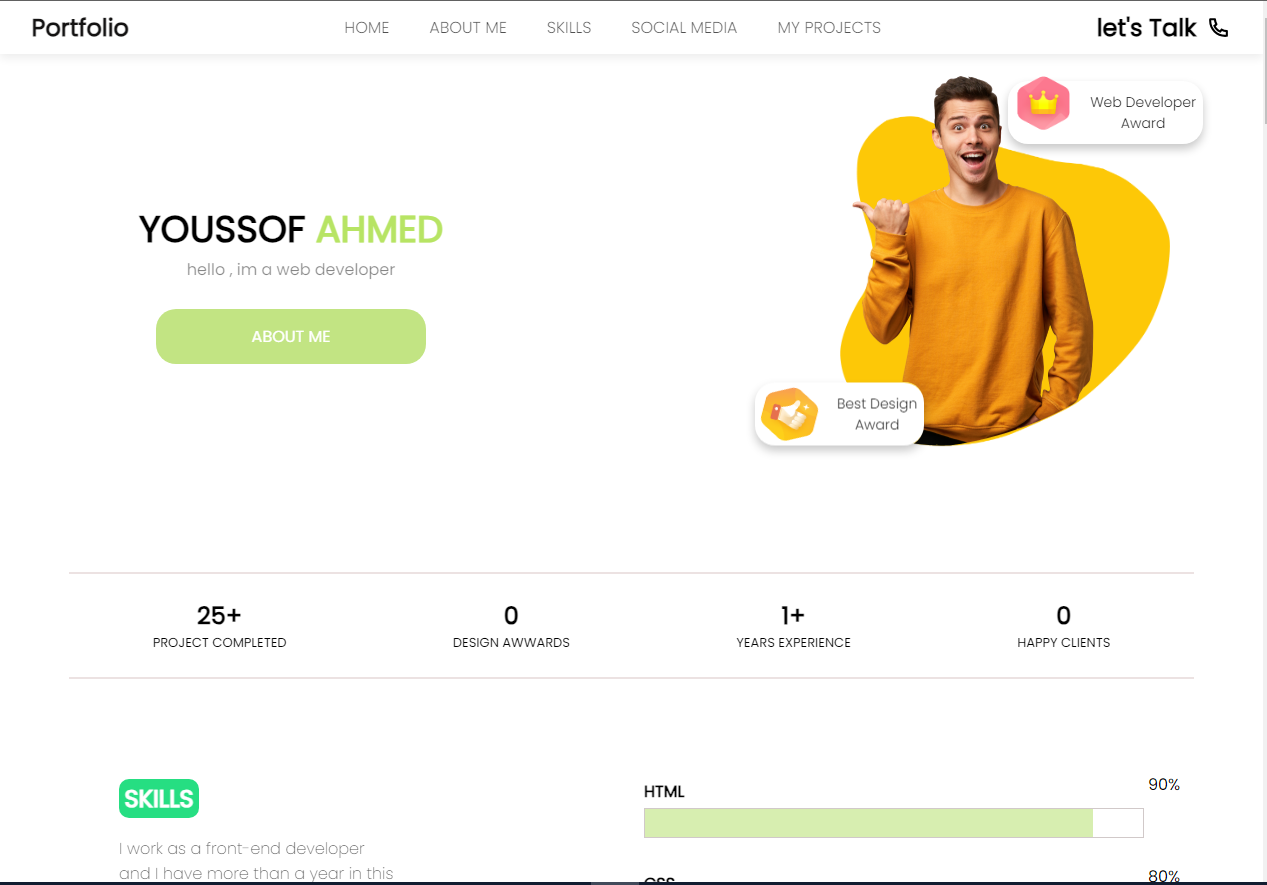 Portfolio
HOME
ABOUT ME
SKILLS
SOCIAL MEDIA
MY PROJECTS
let's Talk
Web Developer
Award
YOUSSOF AHMED
hello , im a web developer
ABOUT ME
Best Design
Award
25+
PROJECT COMPLETED
0
DESIGN AWWARDS
1+
YEARS EXPERIENCE
0
HAPPY CLIENTS
SKILLS
I work as a front-end developer
and I have more than a year in this
HTML
90%
CSS
80%